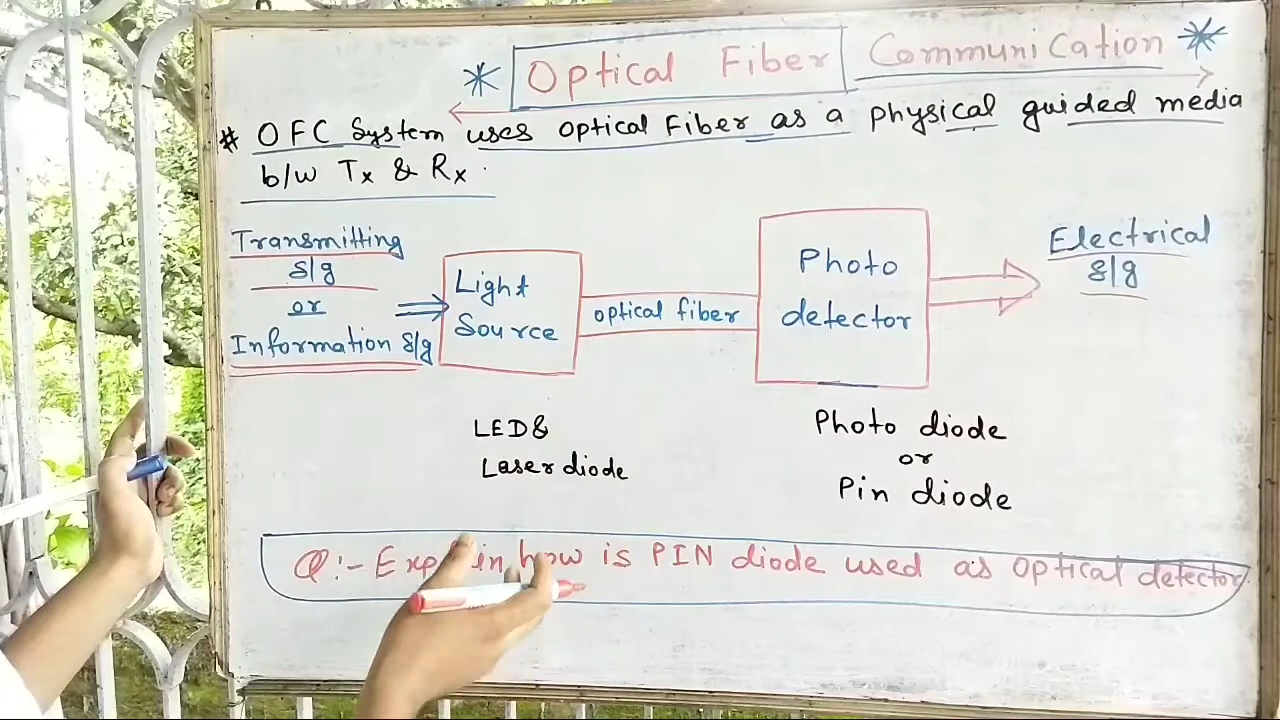 * Optical Fiber Communication *
# OFC System uses optical Fiber as a physical guided media
b/w Tx & Rx.
Transmitting
S/g
or
Information S/g
Light
Source
optical fiber
Photo
detector
Electrical
S/g
LED &
Laser diode
Photo diode
or
Pin diode
Q:- Explain how is PIN diode used as optical detector.